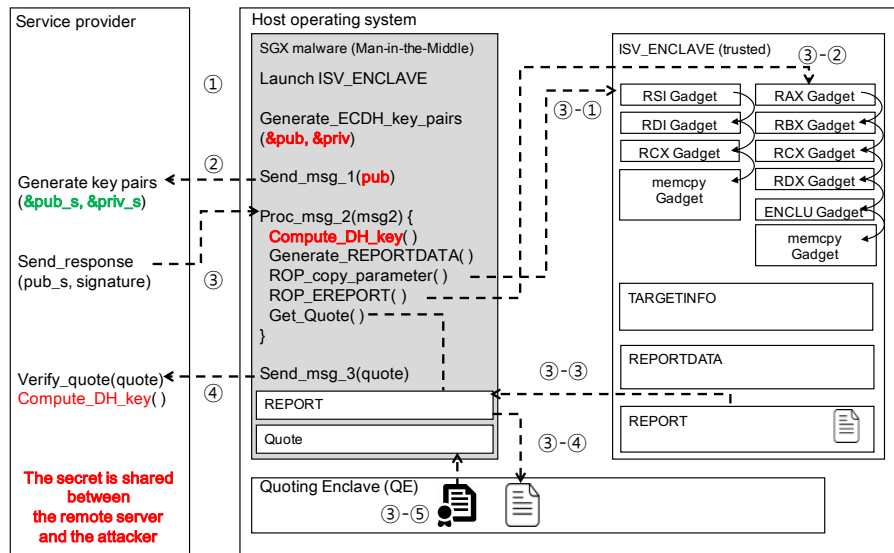 Service provider
Generate key pairs
(&pub_s, &priv_s)
Send_response
(pub_s, signature)
Verify_quote(quote)
Compute_DH_key( )
The secret is shared
between
the remote server
and the attacker
①
②
③
④
Host operating system
SGX malware (Man-in-the-Middle)
Launch ISV_ENCLAVE
Generate_ECDH_key_pairs
(&pub, &priv)
Send_msg_1(pub)
Proc_msg_2(msg2) {
Compute_DH_key( )
Generate_REPORTDATA( )
ROP_copy_parameter( )
ROP_EREPORT( )
Get_Quote( )
}
Send_msg_3(quote)
REPORT
Quote
③-①
③-③
③-④
ISV_ENCLAVE (trusted)
③-②
RSI Gadget
RDI Gadget
RCX Gadget
memcpy
Gadget
RAX Gadget
RBX Gadget
RCX Gadget
RDX Gadget
ENCLU Gadget
memcpy
Gadget
TARGETINFO
REPORTDATA
REPORT
Quoting Enclave (QE)
③-⑤